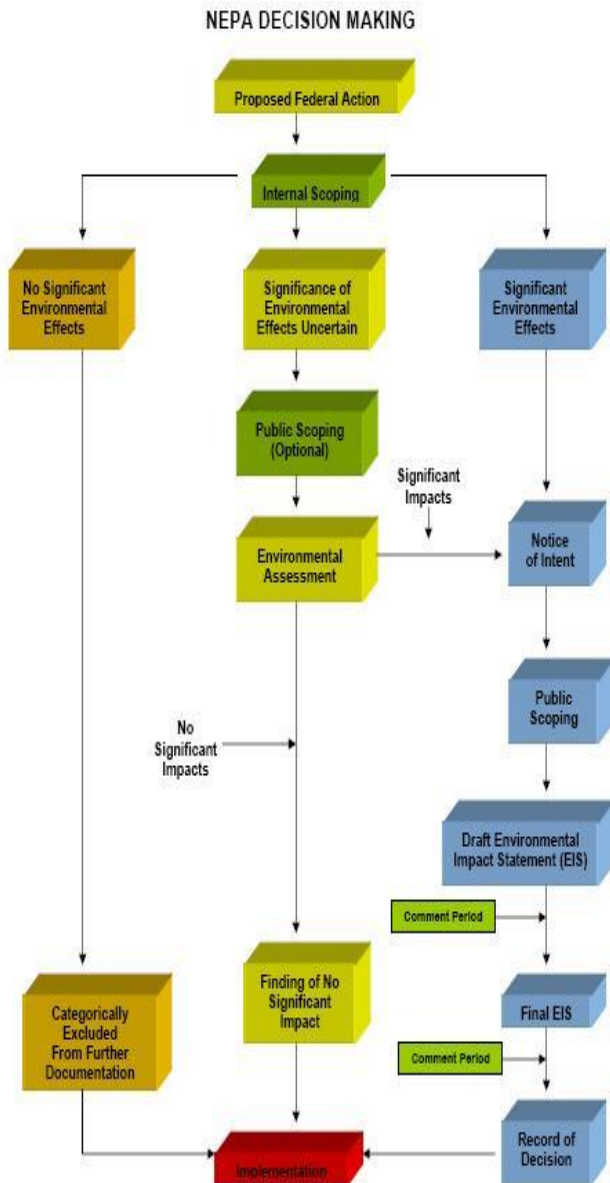 NEPA DECISION MAKING
Proposed Federal Action
Internal Scoping
No Significant
Environmental
Effects
Significance of
Environmental
Effects Uncertain
Significant
Environmental
Effects
Public Scoping
(Optional)
Significant
Impacts
Environmental
Assessment
Notice
of Intent
Public
Scoping
No
Significant
Impacts
Draft Environmental
Impact Statement (EIS)
Comment Period
Categorically
Excluded
From Further
Documentation
Finding of No
Significant
Impact
Final EIS
Comment Period
Record of
Decision
Implementation